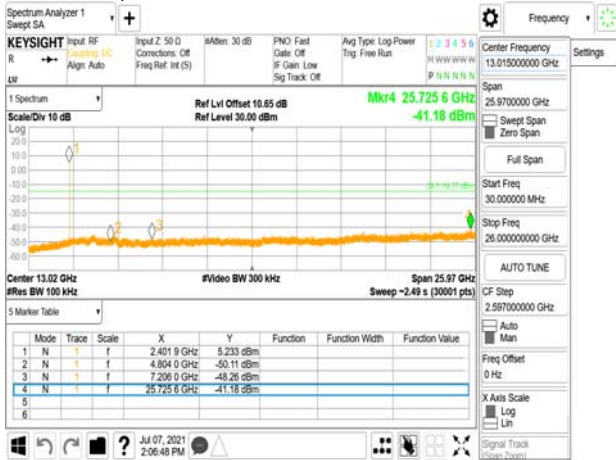 Spectrum Analyzer 1
Swept SA
Frequency
KEYSIGHT
Input: RF
Coupling: DC
Align: Auto
Input Z: 50 Ω
Corrections: Off
Freq Ref: Int (S)
#Atten: 30 dB
PNO: Fast
Gate: Off
IF Gain: Low
Sig Track: Off
Avg Type: Log-Power
Trig: Free Run
1 2 3 4 5 6
M W W W W W
P N N N N N
R
LXI
1 Spectrum
Scale/Div 10 dB
Ref Lvl Offset 10.65 dB
Ref Level 30.00 dBm
Mkr4 25.725 6 GHz
-41.18 dBm
Log
20.0
10.0
0.00
-10.0
-20.0
-30.0
-40.0
-50.0
-60.0
1
2
3
4
Center 13.02 GHz
#Video BW 300 kHz
Span 25.97 GHz
#Res BW 100 kHz
Sweep ~2.49 s (30001 pts)
5 Marker Table
Mode Trace Scale X Y Function Function Width Function Value
1 N 1 f 2.401 9 GHz 5.233 dBm
2 N 1 f 4.804 0 GHz -50.11 dBm
3 N 1 f 7.206 0 GHz -48.26 dBm
4 N 1 f 25.725 6 GHz -41.18 dBm
5
6
?
Jul 07, 2021
2:06:48 PM
Center Frequency
13.015000000 GHz
Settings
Span
25.9700000 GHz
Swept Span
Zero Span
Full Span
Start Freq
30.000000 MHz
Stop Freq
26.000000000 GHz
AUTO TUNE
CF Step
2.597000000 GHz
Auto
Man
Freq Offset
0 Hz
X Axis Scale
Log
Lin
Signal Track
(Span Zoom)